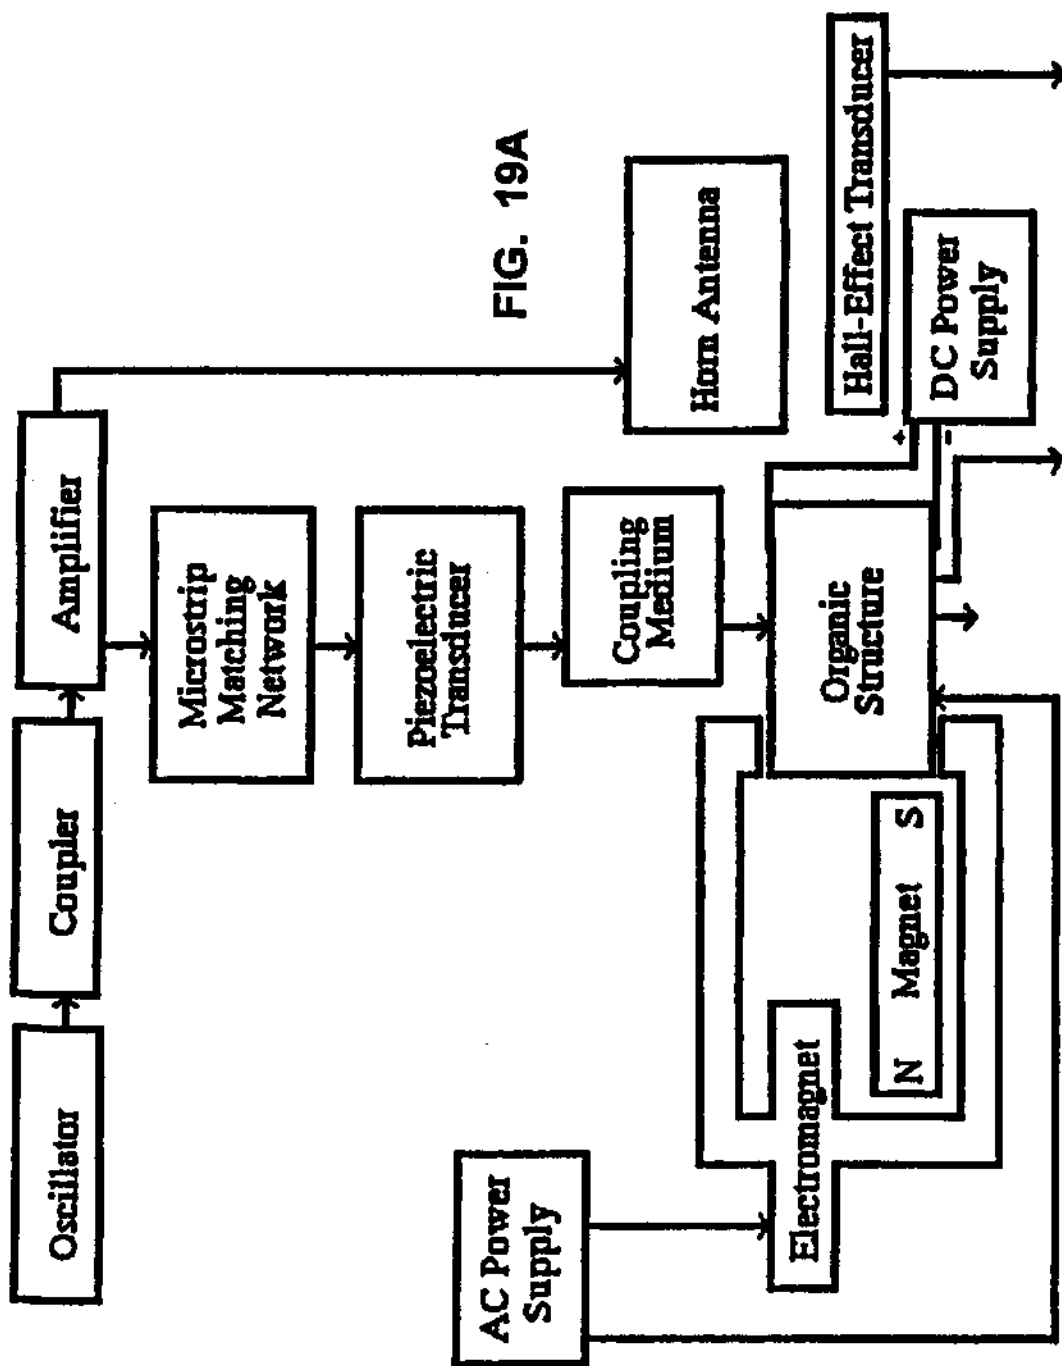 Oscillator
Coupler
Amplifier
Microstrip
Matching
Network
Piezoelectric
Transducer
FIG. 19A
AC Power
Supply
Coupling
Medium
Horn Antenna
Electromagnet
N Magnet S
Organic
Structure
+
-
Hall-Effect Transducer
DC Power
Supply